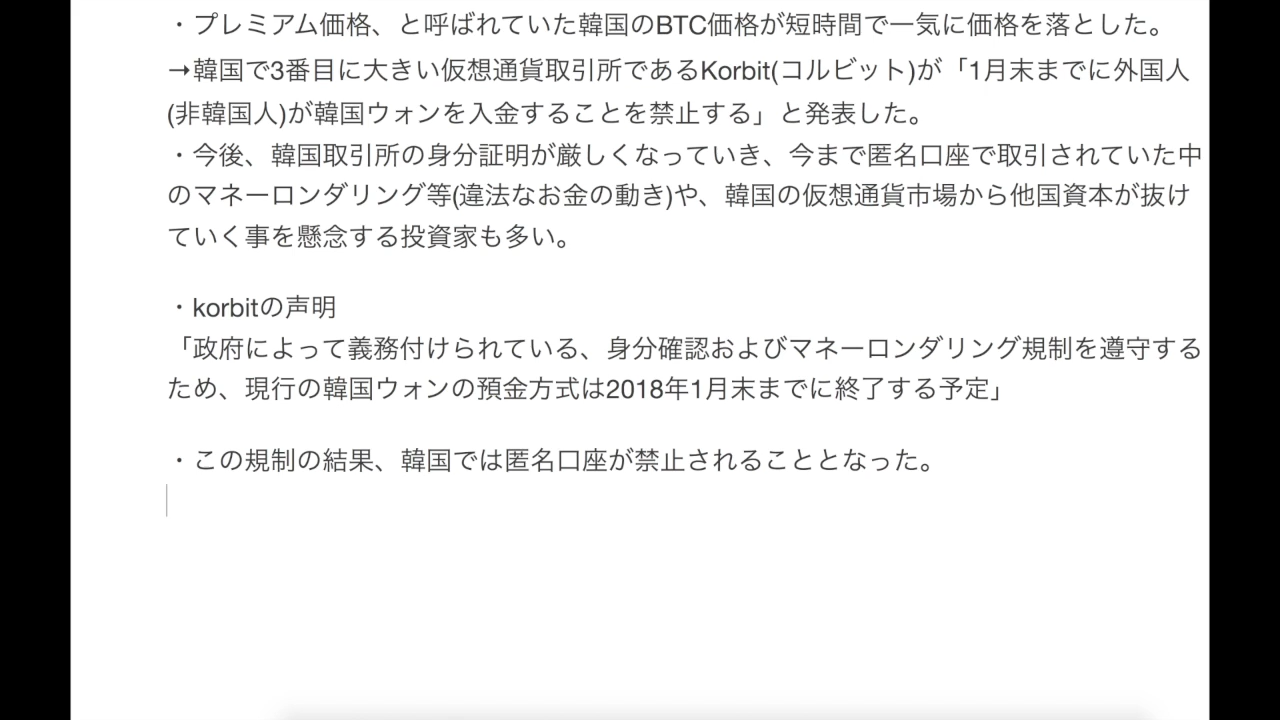 ・プレミアム価格、と呼ばれていた韓国のBTC価格が短時間で一気に価格を落とした。
→韓国で3番目に大きい仮想通貨取引所であるKorbit(コルビット)が「1月末までに外国人
(非韓国人)が韓国ウォンを入金することを禁止する」と発表した。
・今後、韓国取引所の身分証明が厳しくなっていき、今まで匿名口座で取引されていた中
のマネーロンダリング等(違法なお金の動き)や、韓国の仮想通貨市場から他国資本が抜け
ていく事を懸念する投資家も多い。
・korbitの声明
「政府によって義務付けられている、身分確認およびマネーロンダリング規制を遵守する
ため、現行の韓国ウォンの預金方式は2018年1月末までに終了する予定」
・この規制の結果、韓国では匿名口座が禁止されることとなった。